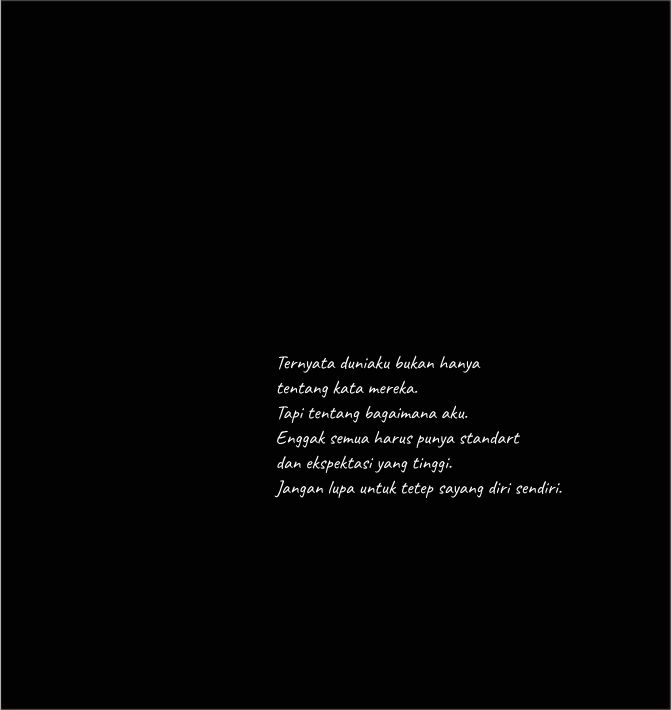 Ternyata duniaku bukan hanya
tentang kata mereka.
Tapi tentang bagaimana aku.
Enggak semua harus punya standart
dan ekspektasi yang tinggi.
Jangan lupa untuk tetep sayang diri sendiri.